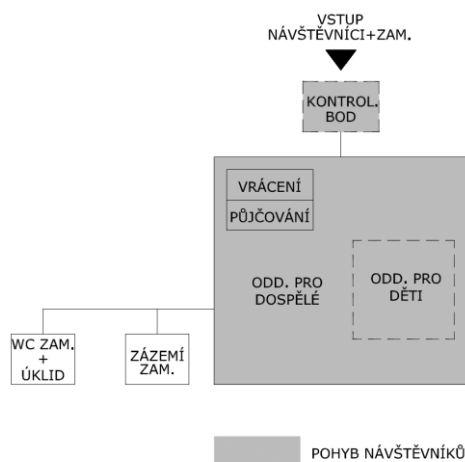 VSTUP
NÁVŠTĚVNÍCI+ZAM.
KONTROL.
BOD
VRÁCENÍ
PŮJČOVÁNÍ
ODD. PRO
DOSPĚLÉ
ODD. PRO
DĚTI
WC ZAM.
+
ÚKLID
ZÁZEMÍ
ZAM.
POHYB NÁVŠTĚVNÍKŮ